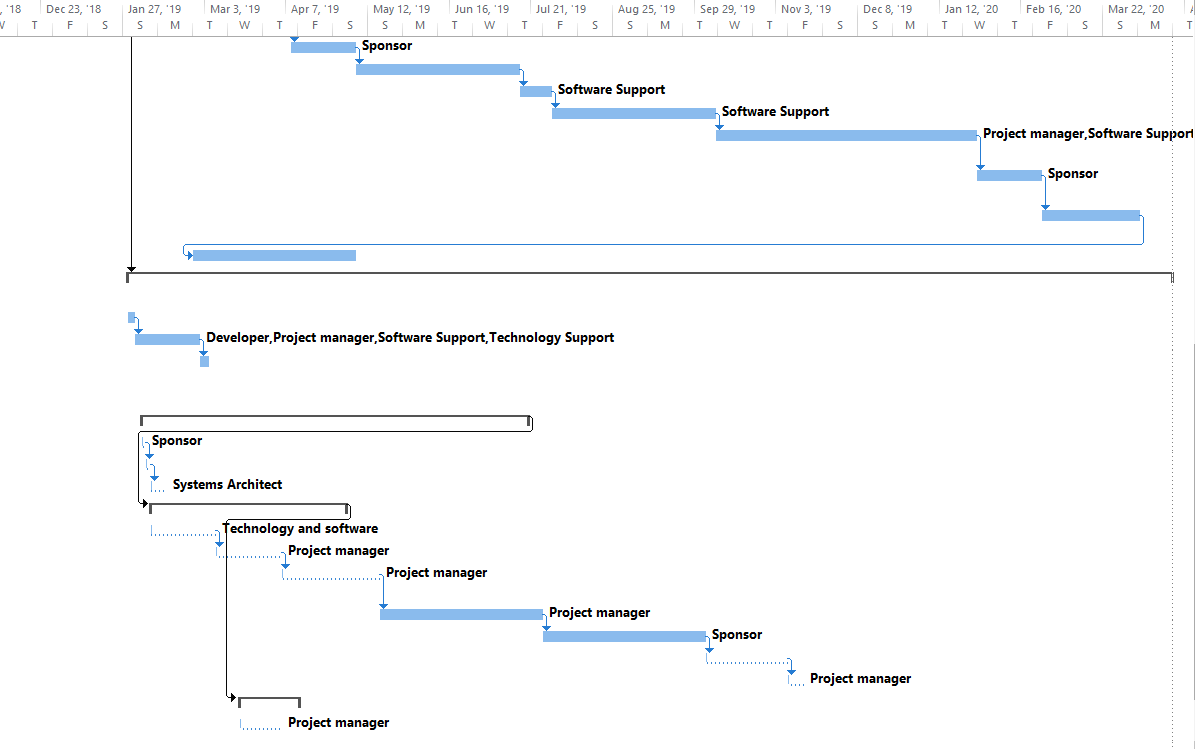 , '18 Dec 23, '18 Jan 27, '19 Mar 3, '19 Apr 7, '19 May 12, '19 Jun 16, '19 Jul 21, '19 Aug 25, '19 Sep 29, '19 Nov 3, '19 Dec 8, '19 Jan 12, '20 Feb 16, '20 Mar 22, '20
W T F S S M T W T F S S M T W T F S S M T W T F S S M T W T F S S M T
Sponsor
Software Support
Software Support
Project manager,Software Support
Sponsor
Developer,Project manager,Software Support,Technology Support
Sponsor
Systems Architect
Technology and software
Project manager
Project manager
Project manager
Sponsor
Project manager
Project manager